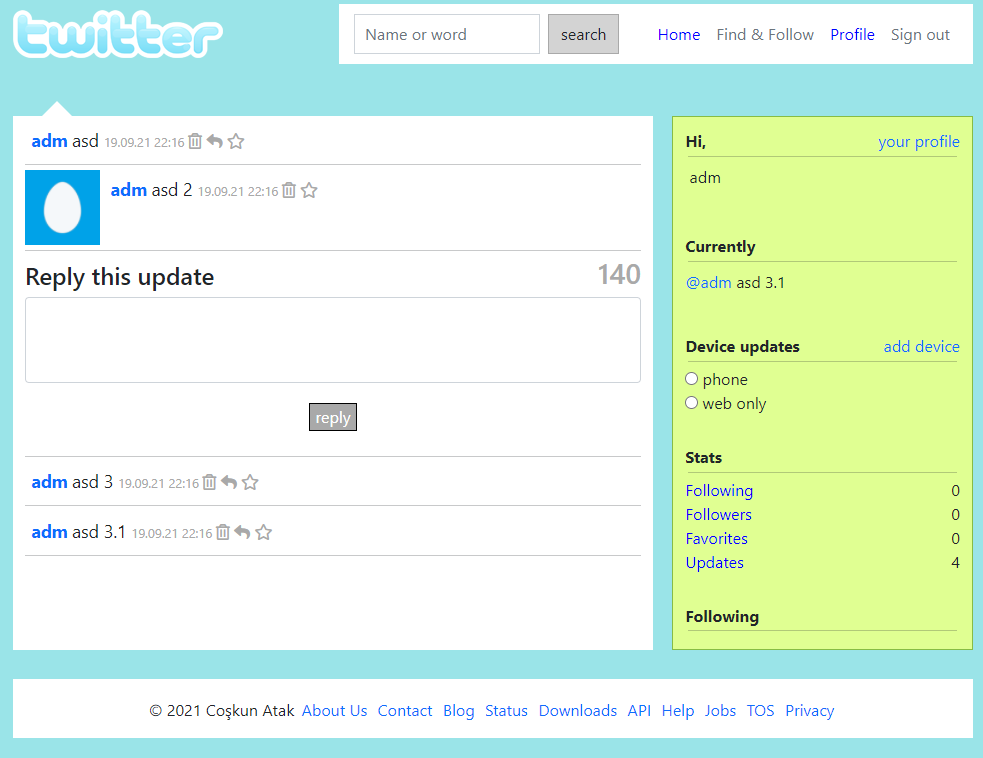 twitter
Name or word search Home Find & Follow Profile Sign out
adm asd 19.09.21 22:16
adm asd 2 19.09.21 22:16
Reply this update 140
reply
adm asd 3 19.09.21 22:16
adm asd 3.1 19.09.21 22:16
Hi, your profile
adm
Currently
@adm asd 3.1
Device updates add device
phone
web only
Stats
Following 0
Followers 0
Favorites 0
Updates 4
Following
© 2021 Coşkun Atak About Us Contact Blog Status Downloads API Help Jobs TOS Privacy